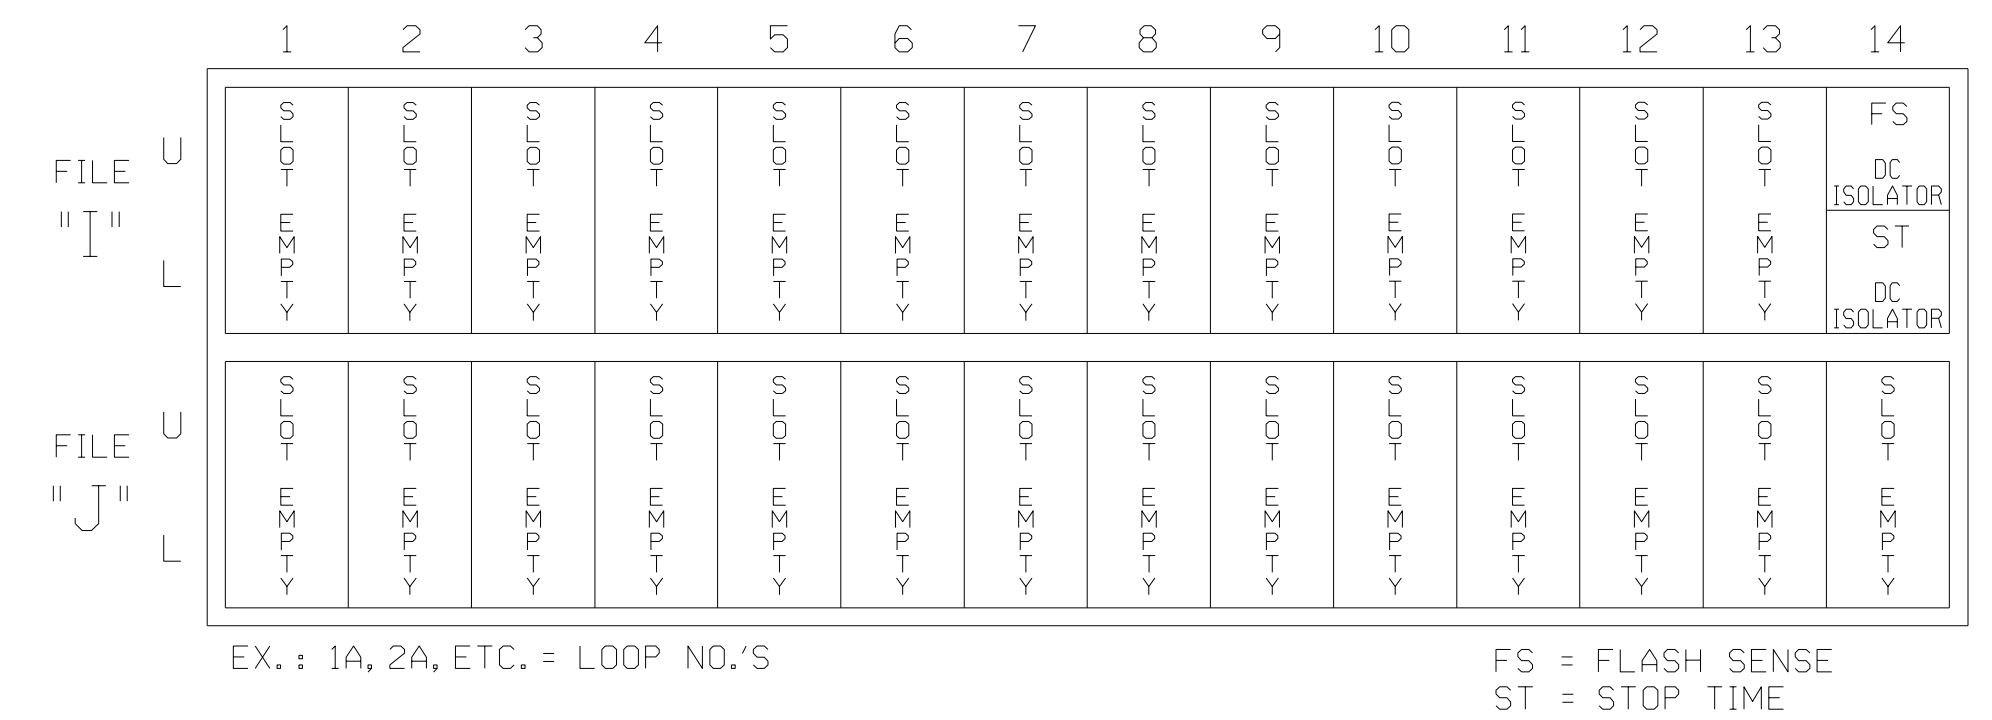 1 2 3 4 5 6 7 8 9 10 11 12 13 14
FILE "I"
U
L
SLOT EMPTY
SLOT EMPTY
SLOT EMPTY
SLOT EMPTY
SLOT EMPTY
SLOT EMPTY
SLOT EMPTY
SLOT EMPTY
SLOT EMPTY
SLOT EMPTY
SLOT EMPTY
SLOT EMPTY
SLOT EMPTY
FS
DC
ISOLATOR
ST
DC
ISOLATOR
FILE "J"
U
L
SLOT EMPTY
SLOT EMPTY
SLOT EMPTY
SLOT EMPTY
SLOT EMPTY
SLOT EMPTY
SLOT EMPTY
SLOT EMPTY
SLOT EMPTY
SLOT EMPTY
SLOT EMPTY
SLOT EMPTY
SLOT EMPTY
SLOT EMPTY
EX.: 1A, 2A, ETC. = LOOP NO.'S
FS = FLASH SENSE
ST = STOP TIME